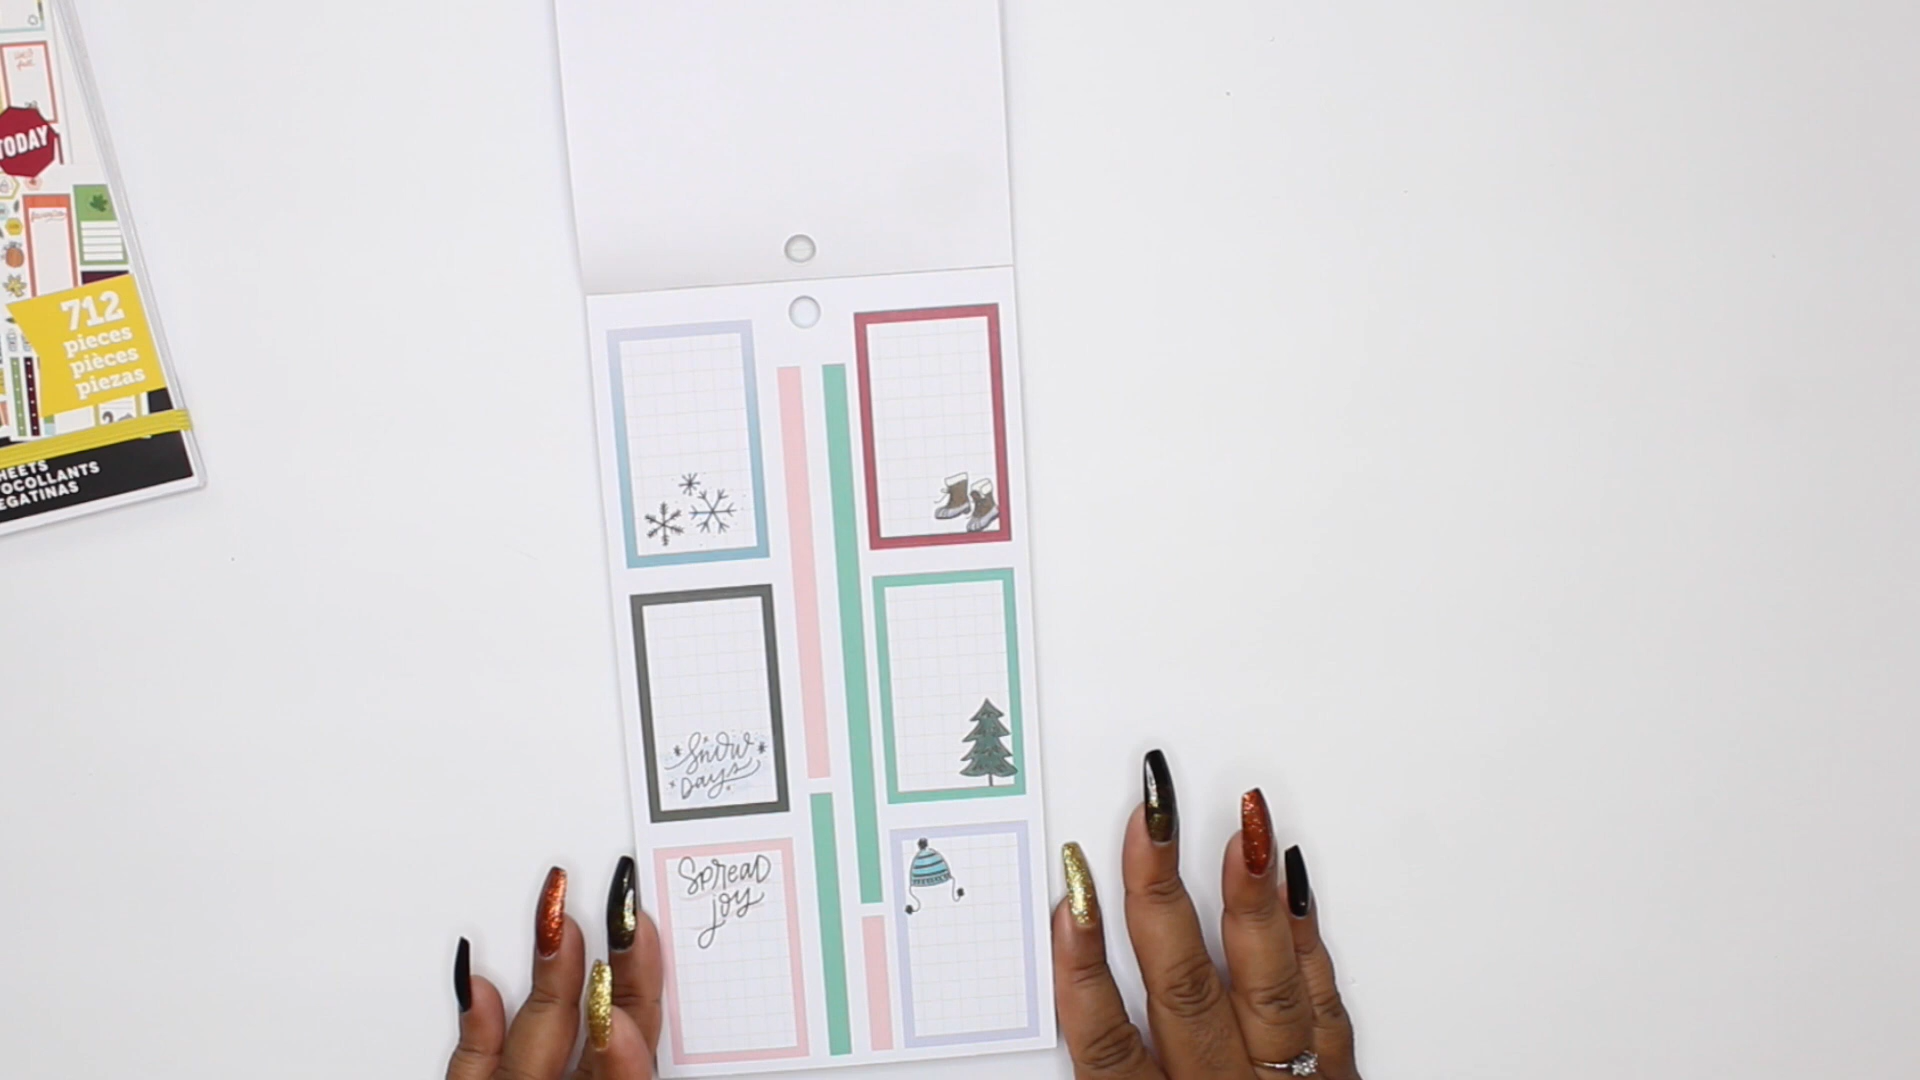 TODAY
712
pieces
pièces
piezas
HEETS
OCOLLANTS
EGATINAS
Snow
Days
Spread
joy